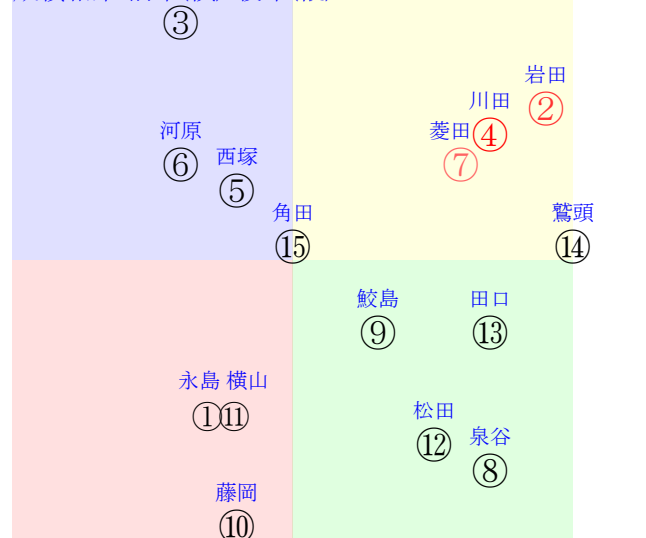 ③
岩田
②
川田
④
菱田
⑦
河原
⑥
西塚
⑤
角田
⑮
鷲頭
⑭
鮫島
⑨
田口
⑬
永島 横山
①⑪
松田
⑫
泉谷
⑧
藤岡
⑩